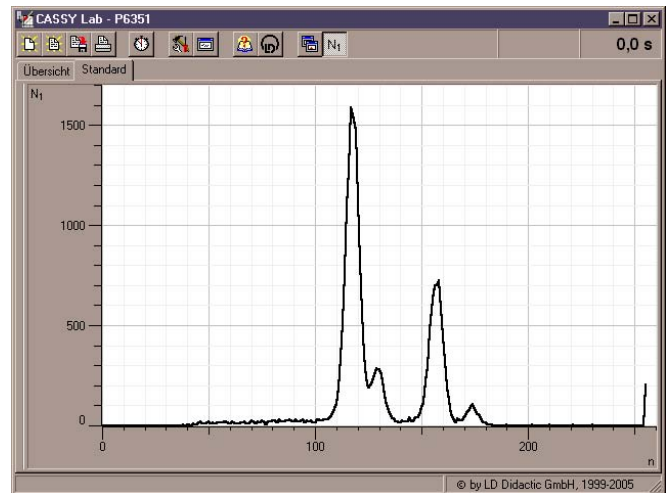 CASSY Lab - P6351
N1
0,0 s
Übersicht
Standard
N1
1500
1000
500
0
0
100
200
n
© by LD Didactic GmbH, 1999-2005